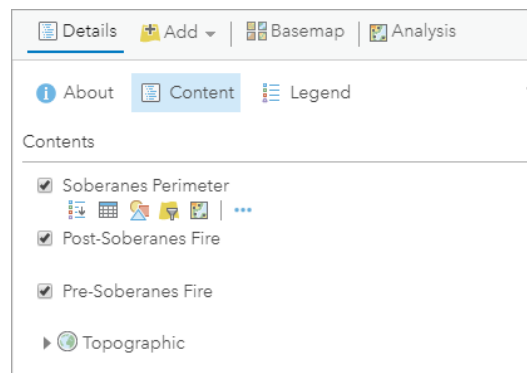 Details Add Basemap Analysis
About Content Legend
Contents
Soberanes Perimeter
Post-Soberanes Fire
Pre-Soberanes Fire
Topographic